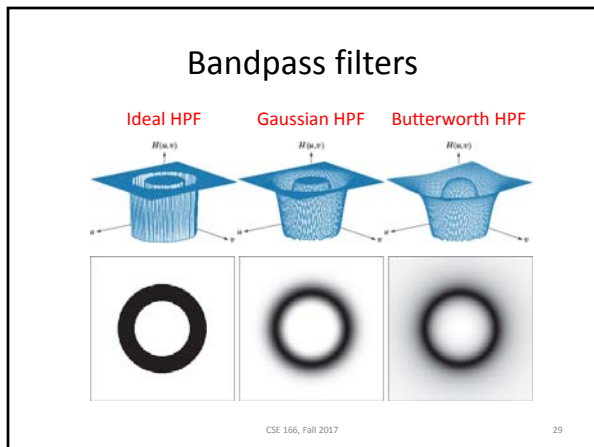 Bandpass filters
Ideal HPF Gaussian HPF Butterworth HPF
H(u,v) H(u,v) H(u,v)
u v u v u v
CSE 166, Fall 2017 29